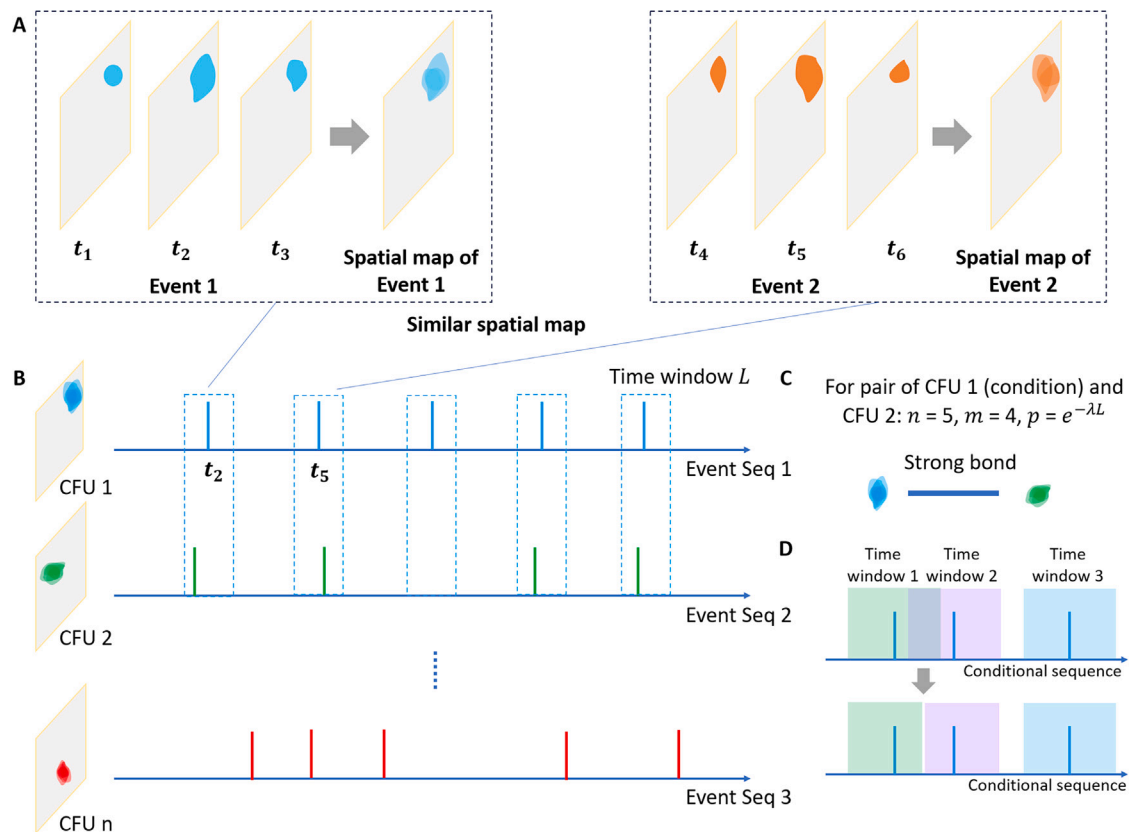 A
t₁
t₂
t₃
Event 1
Spatial map of
Event 1
t₄
t₅
t₆
Event 2
Spatial map of
Event 2
Similar spatial map
B
CFU 1
Time window L
t₂
t₅
Event Seq 1
CFU 2
Event Seq 2
CFU n
Event Seq 3
C
For pair of CFU 1 (condition) and
CFU 2: n = 5, m = 4, p = e^{−λL}
Strong bond
D
Time
window 1
Time
window 2
Time
window 3
Conditional sequence
Conditional sequence